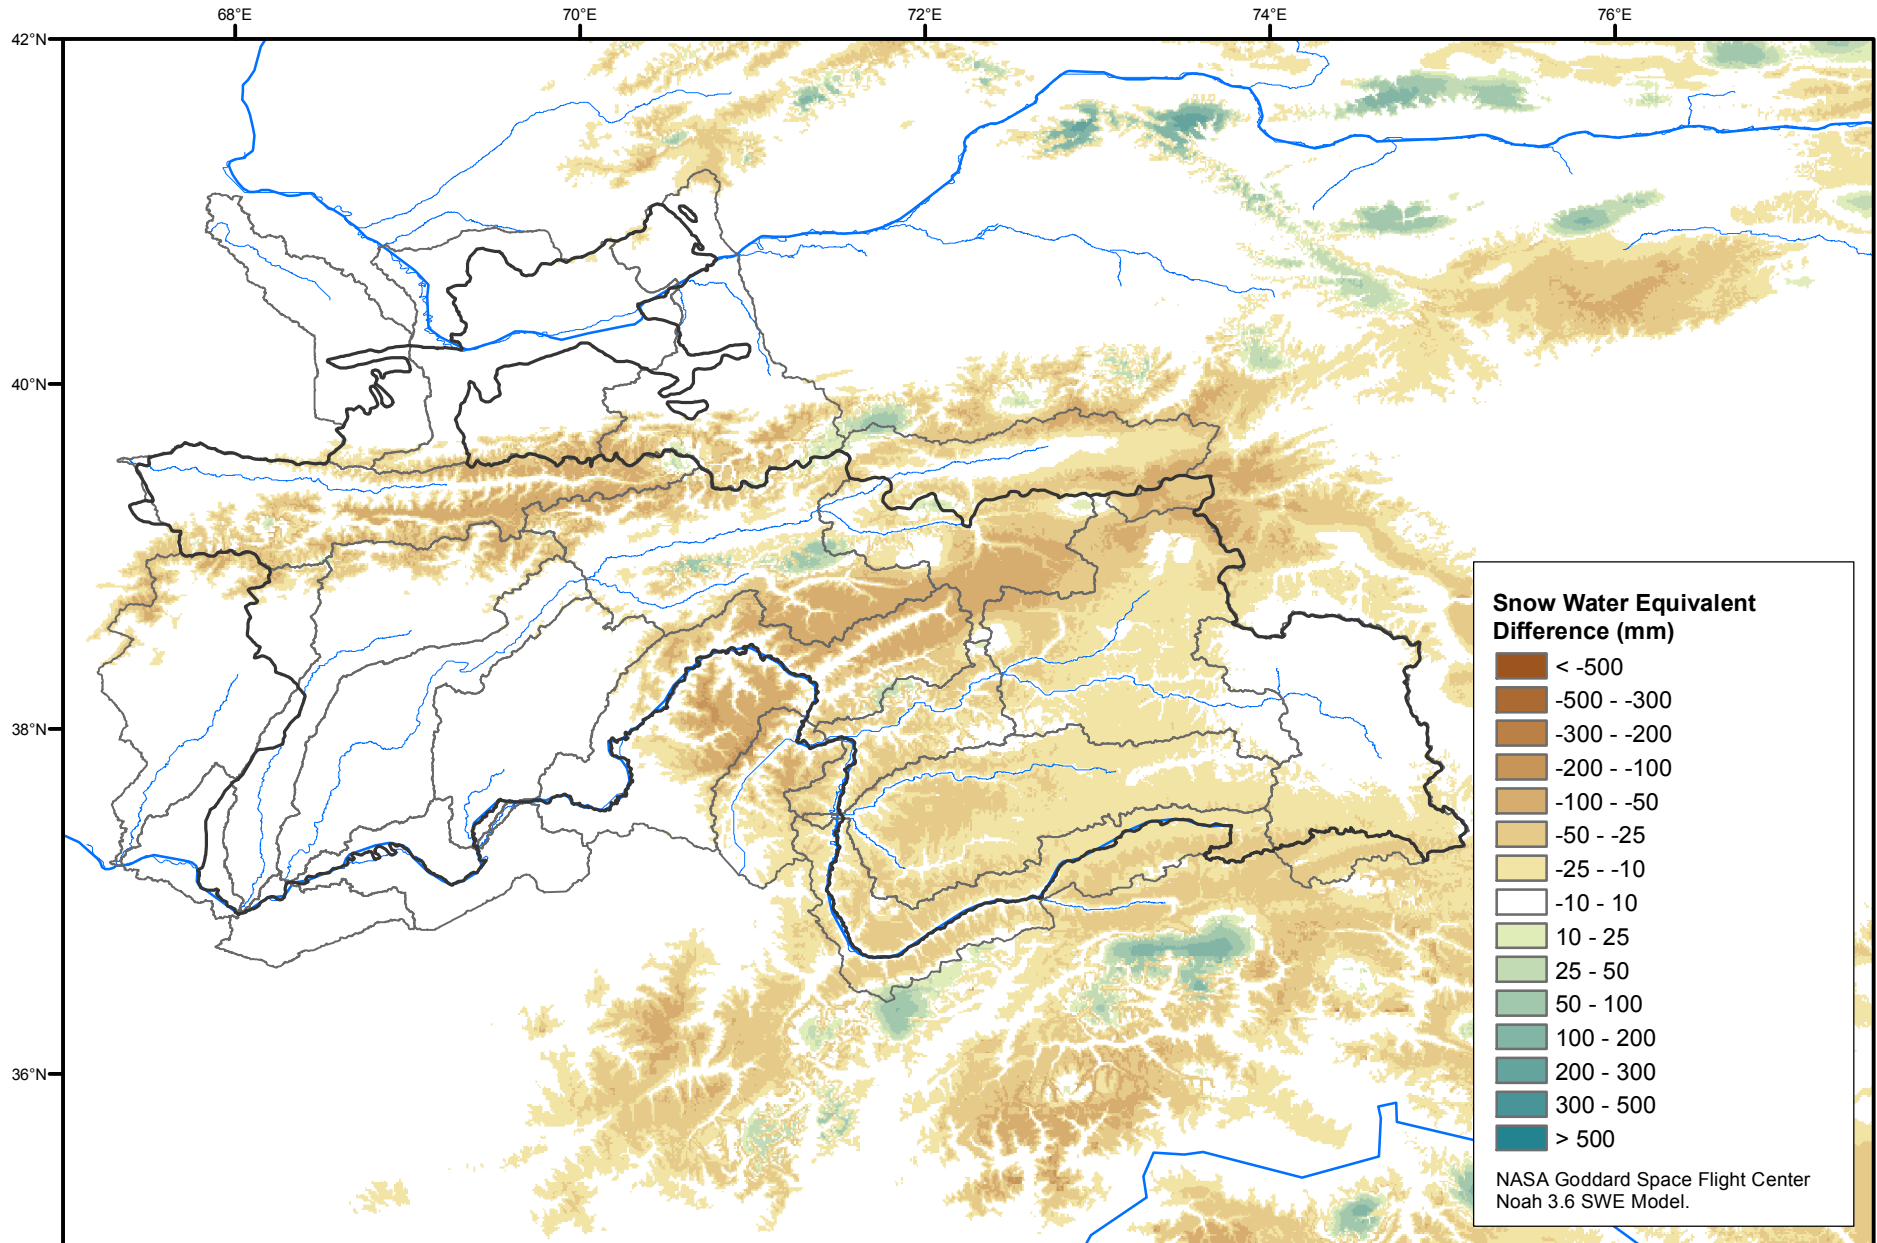 68°E 70°E 72°E 74°E 76°E
42°N
40°N
38°N
36°N
Snow Water Equivalent
Difference (mm)
< -500
-500 - -300
-300 - -200
-200 - -100
-100 - -50
-50 - -25
-25 - -10
-10 - 10
10 - 25
25 - 50
50 - 100
100 - 200
200 - 300
300 - 500
> 500
NASA Goddard Space Flight Center
Noah 3.6 SWE Model.